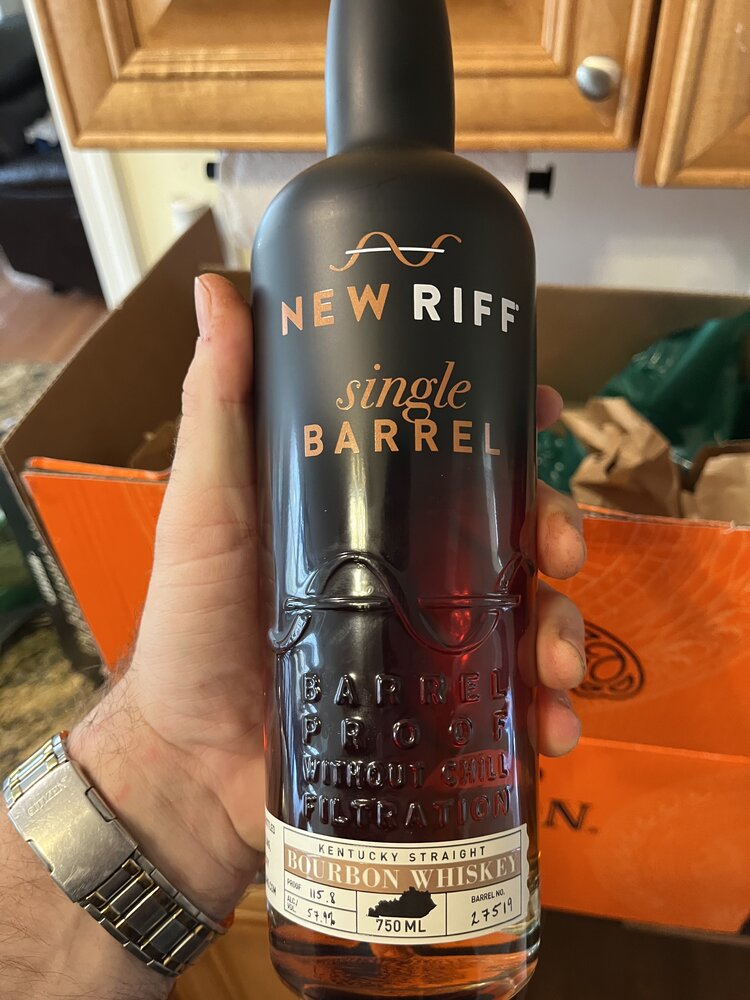 NEW RIFF
single
BARREL
BARREL
PROOF
WITHOUT CHILL
FILTRATION
KENTUCKY STRAIGHT
BOURBON WHISKEY
PROOF 115.8
ALC/
VOL. 57.9%
750 ML
BARREL NO.
27519
CITIZEN
N.